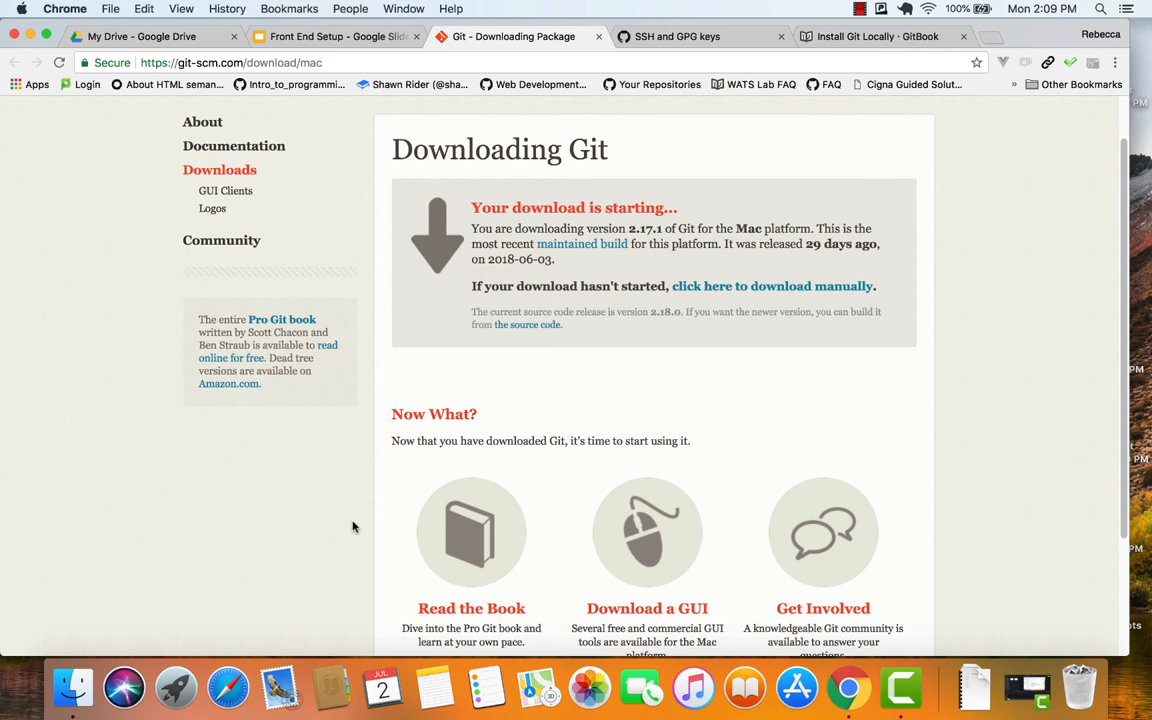 Chrome File Edit View History Bookmarks People Window Help 100% Mon 2:09 PM
My Drive - Google Drive Front End Setup - Google Slide Git - Downloading Package SSH and GPG keys Install Git Locally · GitBook Rebecca
Secure https://git-scm.com/download/mac
Apps Login About HTML seman... Intro_to_programmi... Shawn Rider (@sha... Web Development... Your Repositories WATS Lab FAQ FAQ Cigna Guided Solut... » Other Bookmarks
About
Documentation
Downloads
GUI Clients
Logos
Community
The entire Pro Git book
written by Scott Chacon and
Ben Straub is available to read
online for free. Dead tree
versions are available on
Amazon.com.
Downloading Git
Your download is starting...
You are downloading version 2.17.1 of Git for the Mac platform. This is the
most recent maintained build for this platform. It was released 29 days ago,
on 2018-06-03.
If your download hasn't started, click here to download manually.
The current source code release is version 2.18.0. If you want the newer version, you can build it
from the source code.
Now What?
Now that you have downloaded Git, it's time to start using it.
Read the Book
Dive into the Pro Git book and
learn at your own pace.
Download a GUI
Several free and commercial GUI
tools are available for the Mac
platform.
Get Involved
A knowledgeable Git community is
available to answer your
questions.
PM
PM
PM
PM
nts
JUL
2